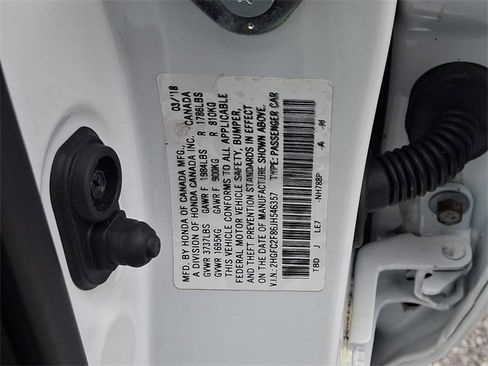 MFD. BY HONDA OF CANADA MFG., 03/18
A DIVISION OF HONDA CANADA INC. CANADA
GVWR 3737LBS GAWR F 1984LBS R 1786LBS
GVWR 1695KG GAWR F 900KG R 810KG
THIS VEHICLE CONFORMS TO ALL APPLICABLE
FEDERAL MOTOR VEHICLE SAFETY, BUMPER,
AND THEFT PREVENTION STANDARDS IN EFFECT
ON THE DATE OF MANUFACTURE SHOWN ABOVE.
V.I.N.:2HGFC2F86JH546357 TYPE: PASSENGER CAR
TBD J LE7 -NH788P H